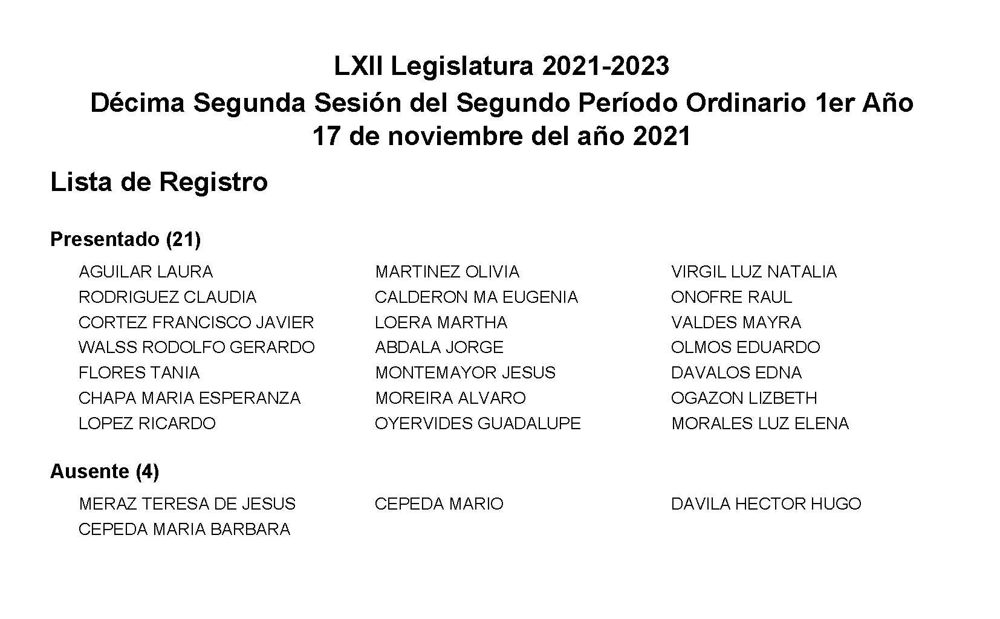 LXII Legislatura 2021-2023
Décima Segunda Sesión del Segundo Período Ordinario 1er Año
17 de noviembre del año 2021
Lista de Registro
Presentado (21)
AGUILAR LAURA MARTINEZ OLIVIA VIRGIL LUZ NATALIA
RODRIGUEZ CLAUDIA CALDERON MA EUGENIA ONOFRE RAUL
CORTEZ FRANCISCO JAVIER LOERA MARTHA VALDES MAYRA
WALSS RODOLFO GERARDO ABDALA JORGE OLMOS EDUARDO
FLORES TANIA MONTEMAYOR JESUS DAVALOS EDNA
CHAPA MARIA ESPERANZA MOREIRA ALVARO OGAZON LIZBETH
LOPEZ RICARDO OYERVIDES GUADALUPE MORALES LUZ ELENA
Ausente (4)
MERAZ TERESA DE JESUS CEPEDA MARIO DAVILA HECTOR HUGO
CEPEDA MARIA BARBARA